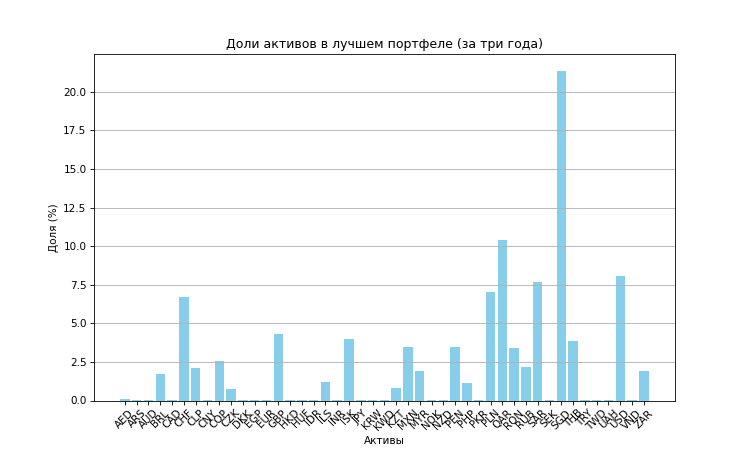 Доли активов в лучшем портфеле (за три года)
Доля (%)
20.0
17.5
15.0
12.5
10.0
7.5
5.0
2.5
0.0
AED ARS AUD BRL CAD CHF CLP CNY COP CZK DKK EGP EUR GBP HKD HUF IDR ILS INR ISK JPY KRW KWD KZT MXN MYR NOK NZD PEN PHP PKR PLN QAR RON RUB SAR SEK SGD THB TRY TWD UAH USD VND ZAR
Активы